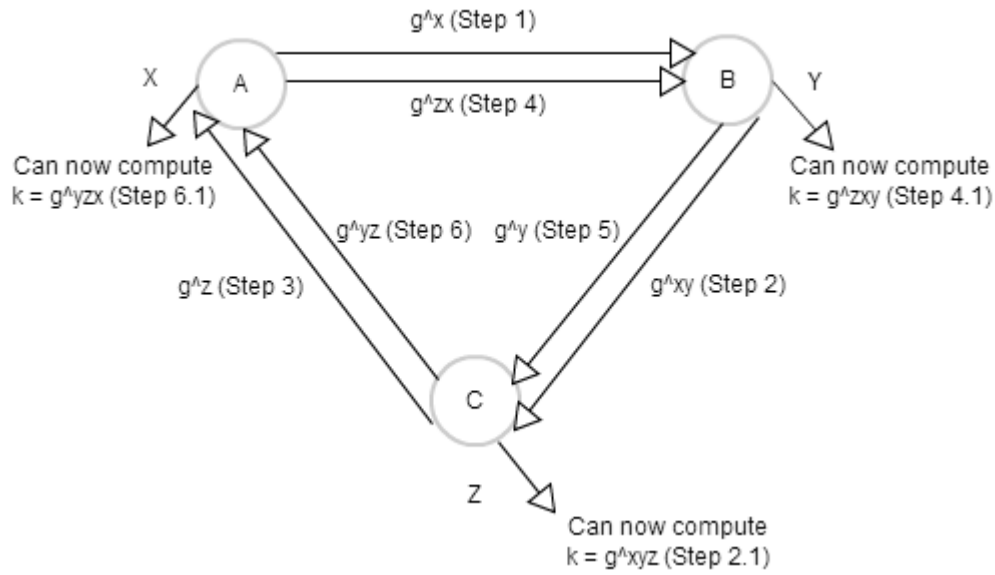 g^x (Step 1)
X
A
B
Y
g^zx (Step 4)
Can now compute
k = g^yzx (Step 6.1)
Can now compute
k = g^zxy (Step 4.1)
g^yz (Step 6)
g^y (Step 5)
g^z (Step 3)
g^xy (Step 2)
C
Z
Can now compute
k = g^xyz (Step 2.1)